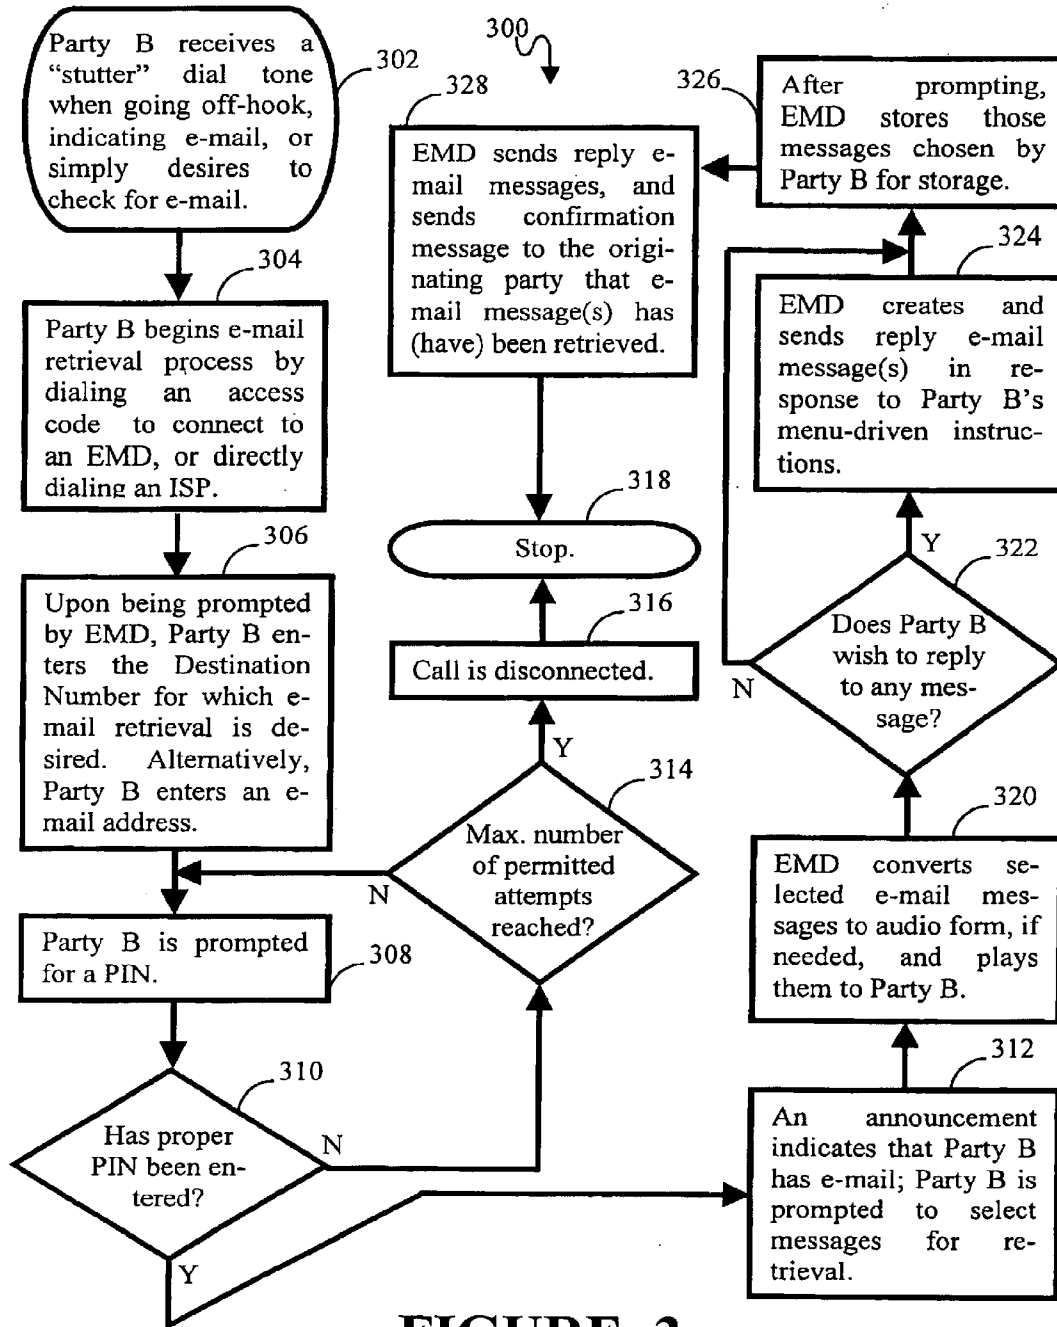 300
Party B receives a
“stutter” dial tone
when going off-hook,
indicating e-mail, or
simply desires to
check for e-mail.
302
304
Party B begins e-mail
retrieval process by
dialing an access
code to connect to
an EMD, or directly
dialing an ISP.
306
Upon being prompted
by EMD, Party B en-
ters the Destination
Number for which e-
mail retrieval is de-
sired. Alternatively,
Party B enters an e-
mail address.
Party B is prompted
for a PIN.
308
310
Has proper
PIN been en-
tered?
N
Y
328
EMD sends reply e-
mail messages, and
sends confirmation
message to the origi-
nating party that e-
mail message(s) has
(have) been retrieved.
318
Stop.
316
Call is disconnected.
Y
314
Max. number
of permitted
attempts
reached?
N
326
After prompting,
EMD stores those
messages chosen by
Party B for storage.
324
EMD creates and
sends reply e-mail
message(s) in re-
sponse to Party B’s
menu-driven instruc-
tions.
Y
322
Does Party B
wish to reply
to any mes-
sage?
N
320
EMD converts se-
lected e-mail mes-
sages to audio form, if
needed, and plays
them to Party B.
312
An announcement
indicates that Party B
has e-mail; Party B is
prompted to select
messages for re-
trieval.
FIGURE 3